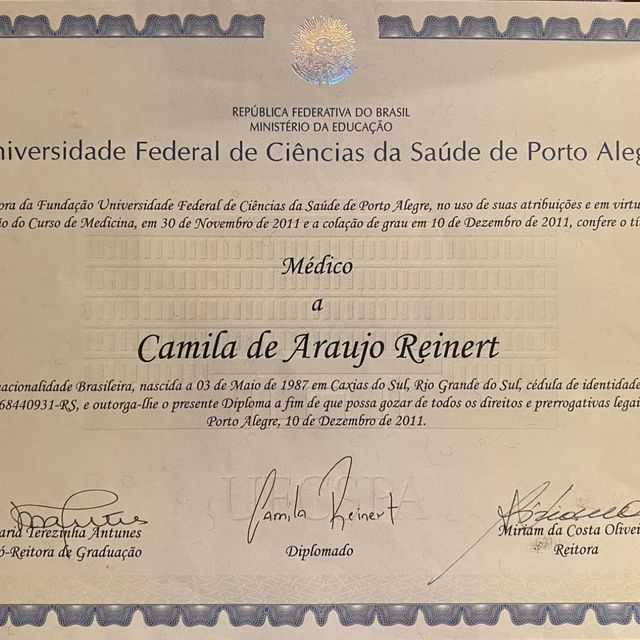 REPÚBLICA FEDERATIVA DO BRASIL
MINISTÉRIO DA EDUCAÇÃO
niversidade Federal de Ciências da Saúde de Porto Aleg
ora da Fundação Universidade Federal de Ciências da Saúde de Porto Alegre, no uso de suas atribuições e em virtu
ão do Curso de Medicina, em 30 de Novembro de 2011 e a colação de grau em 10 de Dezembro de 2011, confere o tí
Médico
a
Camila de Araujo Reinert
nacionalidade Brasileira, nascida a 03 de Maio de 1987 em Caxias do Sul, Rio Grande do Sul, cédula de identidade
68440931-RS, e outorga-lhe o presente Diploma a fim de que possa gozar de todos os direitos e prerrogativas legai
Porto Alegre, 10 de Dezembro de 2011.
UFCSPA
Camila Reinert
aria Terezinha Antunes
ó-Reitora de Graduação
Diplomado
Miriam da Costa Olivei
Reitora